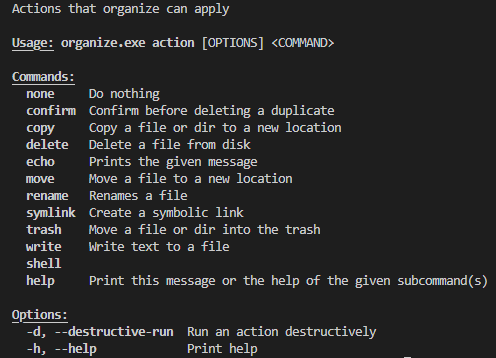 Actions that organize can apply
Usage: organize.exe action [OPTIONS] <COMMAND>
Commands:
none Do nothing
confirm Confirm before deleting a duplicate
copy Copy a file or dir to a new location
delete Delete a file from disk
echo Prints the given message
move Move a file to a new location
rename Renames a file
symlink Create a symbolic link
trash Move a file or dir into the trash
write Write text to a file
shell
help Print this message or the help of the given subcommand(s)
Options:
-d, --destructive-run Run an action destructively
-h, --help Print help